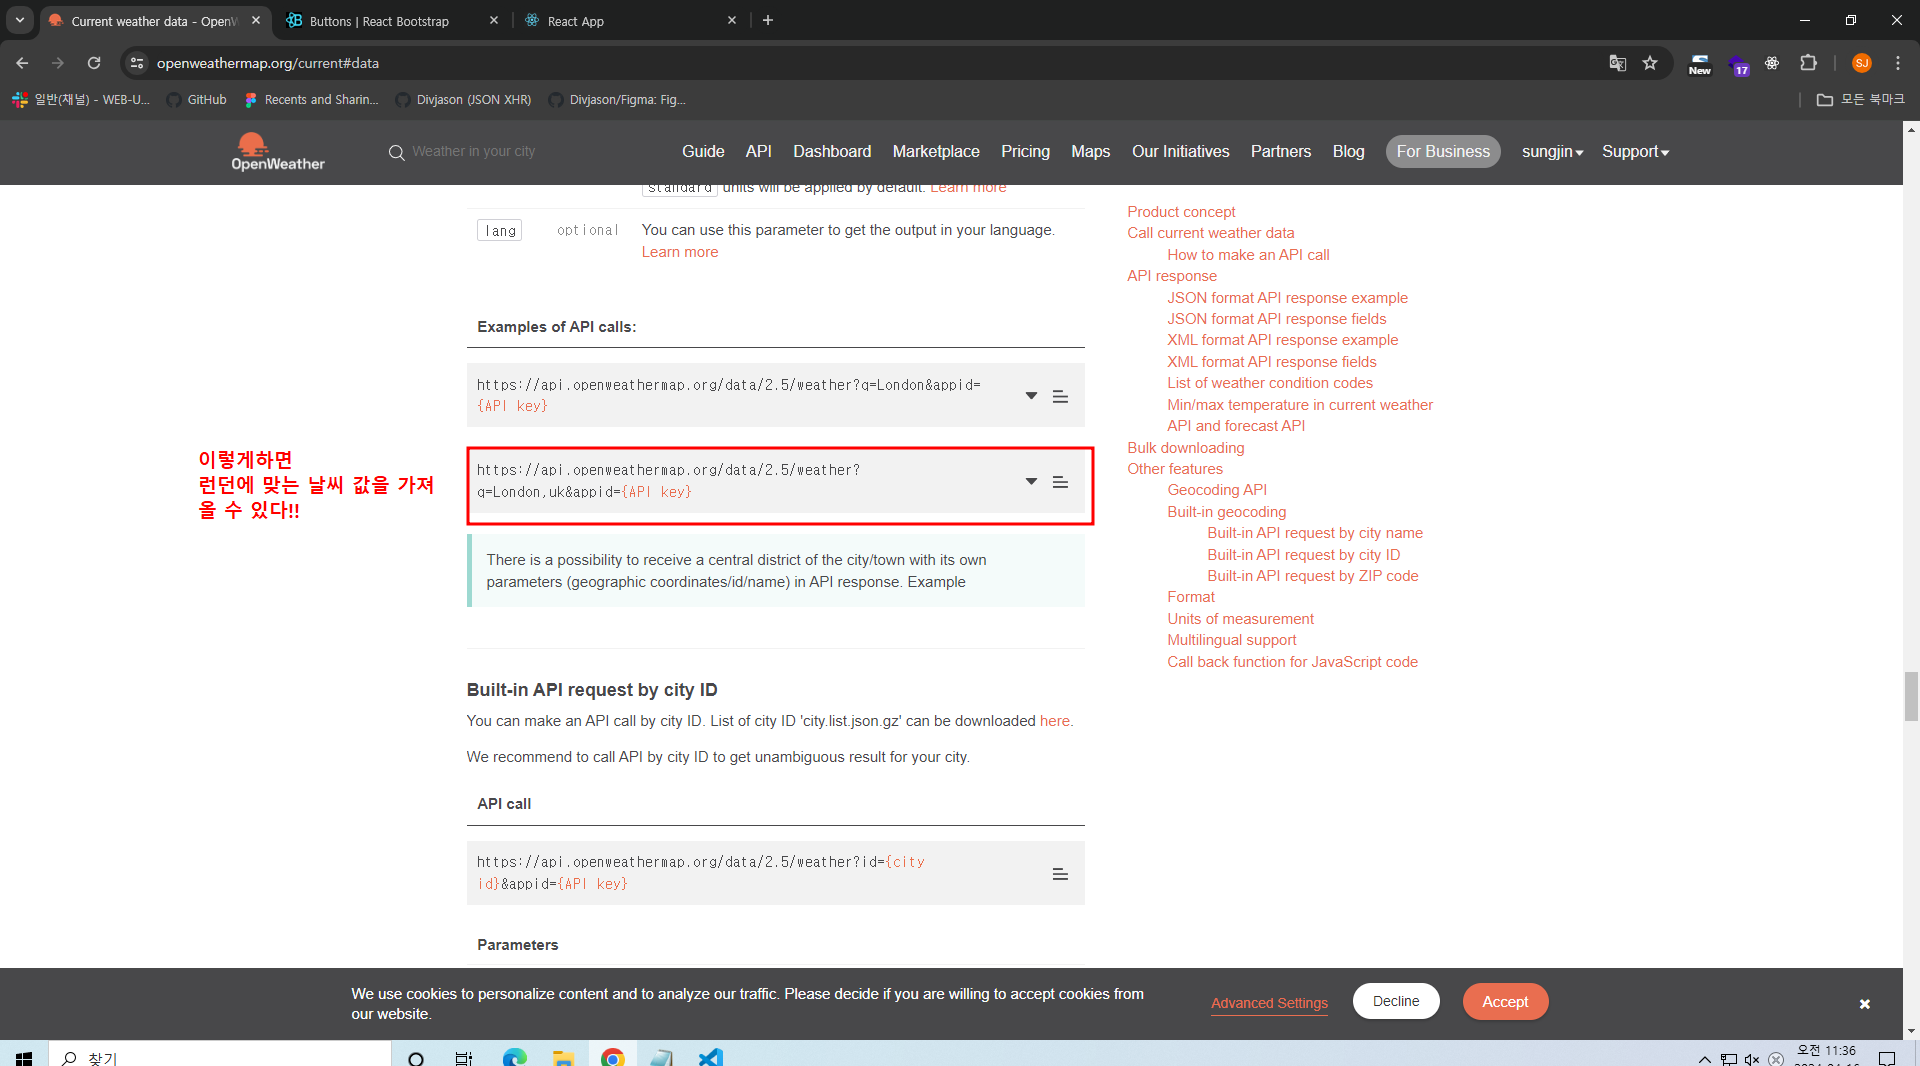 Current weather data - OpenW
Buttons | React Bootstrap
React App
openweathermap.org/current#data
New
17
SJ
일반(채널) - WEB-U...
GitHub
Recents and Sharin...
Divjason (JSON XHR)
Divjason/Figma: Fig...
모든 북마크
OpenWeather
Weather in your city
Guide
API
Dashboard
Marketplace
Pricing
Maps
Our Initiatives
Partners
Blog
For Business
sungjin
Support
standard units will be applied by default. Learn more
lang
optional
You can use this parameter to get the output in your language.
Learn more
Examples of API calls:
https://api.openweathermap.org/data/2.5/weather?q=London&appid=
{API key}
이렇게하면
런던에 맞는 날씨 값을 가져
올 수 있다!!
https://api.openweathermap.org/data/2.5/weather?
q=London,uk&appid={API key}
There is a possibility to receive a central district of the city/town with its own
parameters (geographic coordinates/id/name) in API response. Example
Built-in API request by city ID
You can make an API call by city ID. List of city ID 'city.list.json.gz' can be downloaded here.
We recommend to call API by city ID to get unambiguous result for your city.
API call
https://api.openweathermap.org/data/2.5/weather?id={city
id}&appid={API key}
Parameters
Product concept
Call current weather data
How to make an API call
API response
JSON format API response example
JSON format API response fields
XML format API response example
XML format API response fields
List of weather condition codes
Min/max temperature in current weather
API and forecast API
Bulk downloading
Other features
Geocoding API
Built-in geocoding
Built-in API request by city name
Built-in API request by city ID
Built-in API request by ZIP code
Format
Units of measurement
Multilingual support
Call back function for JavaScript code
We use cookies to personalize content and to analyze our traffic. Please decide if you are willing to accept cookies from
our website.
Advanced Settings
Decline
Accept
찾기
오전 11:36